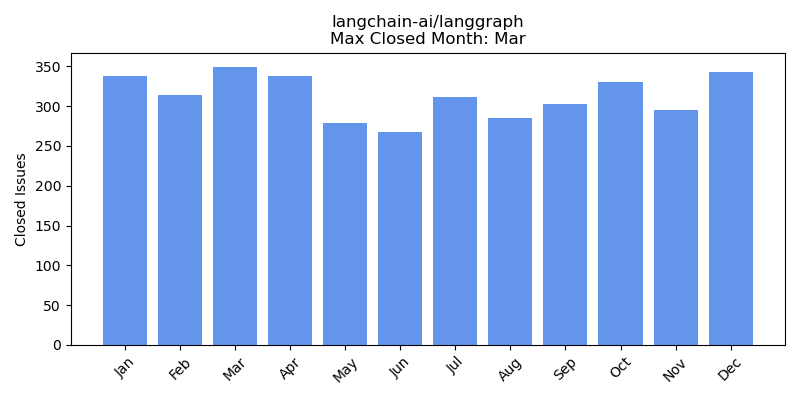 langchain-ai/langgraph
Max Closed Month: Mar
Closed Issues
350
300
250
200
150
100
50
0
Jan
Feb
Mar
Apr
May
Jun
Jul
Aug
Sep
Oct
Nov
Dec